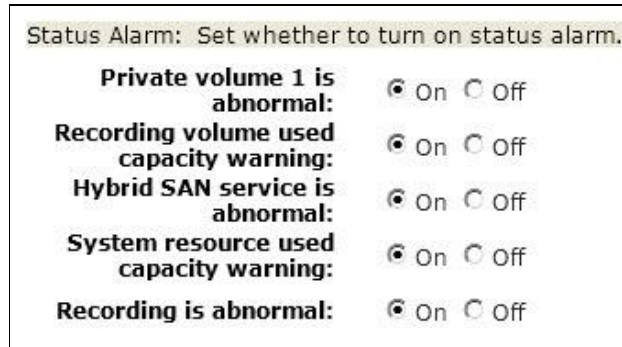 Status Alarm: Set whether to turn on status alarm.
Private volume 1 is
abnormal: On Off
Recording volume used
capacity warning: On Off
Hybrid SAN service is
abnormal: On Off
System resource used
capacity warning: On Off
Recording is abnormal: On Off